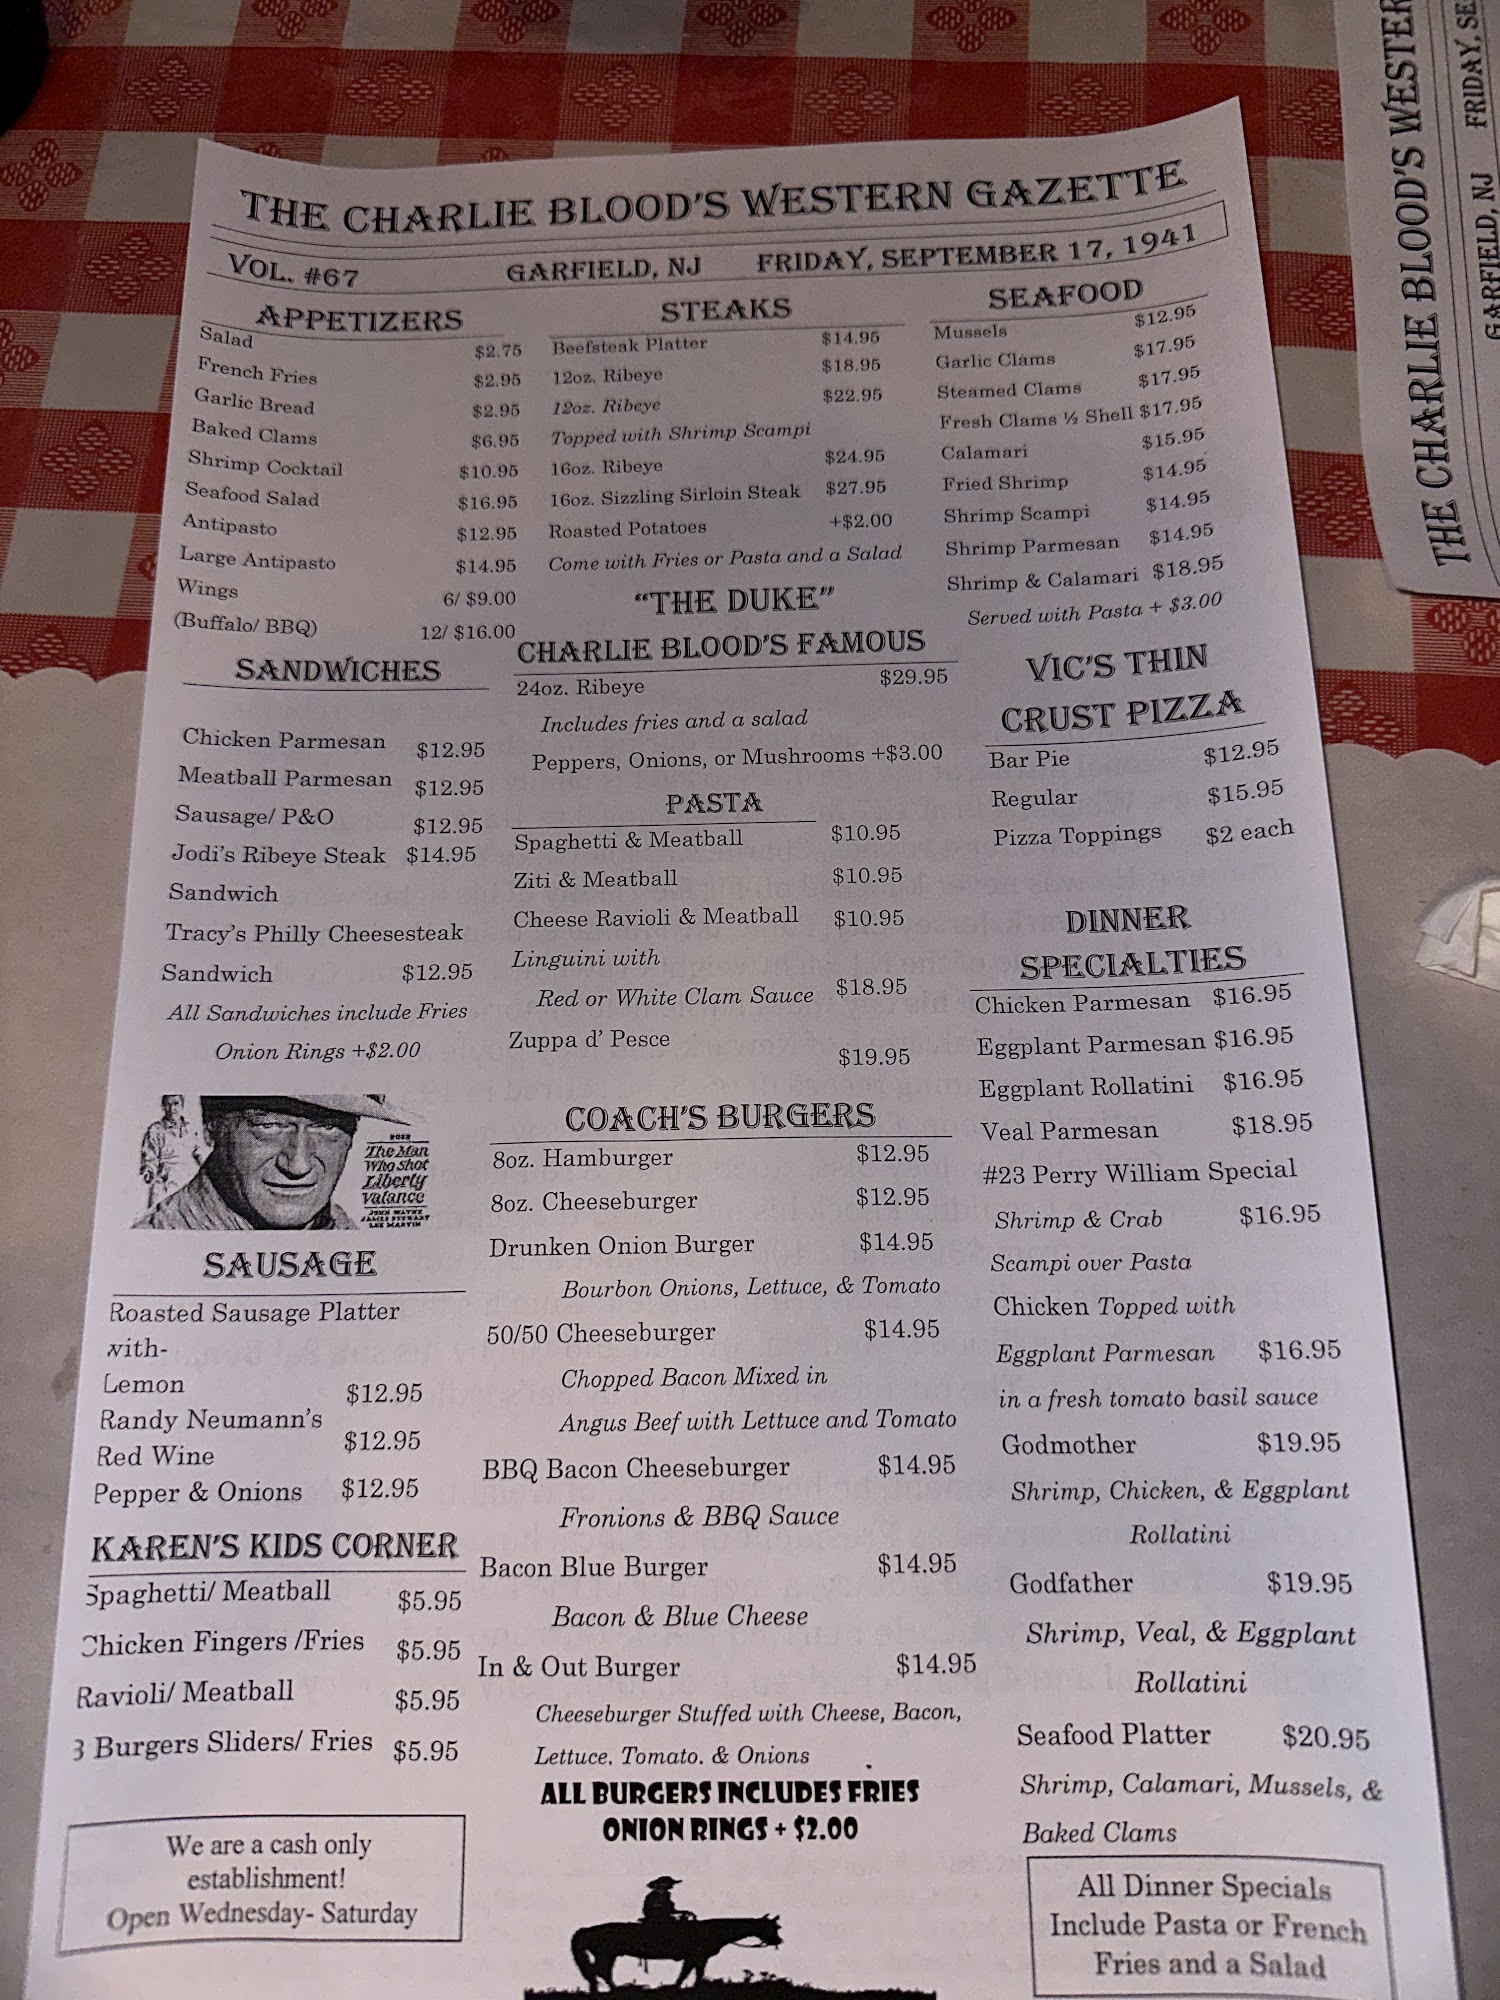 THE CHARLIE BLOOD'S WESTERN GAZETTE
VOL. #67 GARFIELD, NJ FRIDAY, SEPTEMBER 17, 1941
APPETIZERS
Salad $2.75
French Fries $2.95
Garlic Bread $2.95
Baked Clams $6.95
Shrimp Cocktail $10.95
Seafood Salad $16.95
Antipasto $12.95
Large Antipasto $14.95
Wings 6/ $9.00
(Buffalo/ BBQ) 12/ $16.00
SANDWICHES
Chicken Parmesan $12.95
Meatball Parmesan $12.95
Sausage/ P&O $12.95
Jodi's Ribeye Steak $14.95
Sandwich
Tracy's Philly Cheesesteak
Sandwich $12.95
All Sandwiches include Fries
Onion Rings +$2.00
The Man
Who Shot
Liberty
Valance
JOHN WAYNE
JAMES STEWART
LEE MARVIN
SAUSAGE
Roasted Sausage Platter
with-
Lemon $12.95
Randy Neumann's
Red Wine $12.95
Pepper & Onions $12.95
KAREN'S KIDS CORNER
Spaghetti/ Meatball $5.95
Chicken Fingers /Fries $5.95
Ravioli/ Meatball $5.95
3 Burgers Sliders/ Fries $5.95
We are a cash only
establishment!
Open Wednesday- Saturday
STEAKS
Beefsteak Platter $14.95
12oz. Ribeye $18.95
12oz. Ribeye $22.95
Topped with Shrimp Scampi
16oz. Ribeye $24.95
16oz. Sizzling Sirloin Steak $27.95
Roasted Potatoes +$2.00
Come with Fries or Pasta and a Salad
"THE DUKE"
CHARLIE BLOOD'S FAMOUS
24oz. Ribeye $29.95
Includes fries and a salad
Peppers, Onions, or Mushrooms +$3.00
PASTA
Spaghetti & Meatball $10.95
Ziti & Meatball $10.95
Cheese Ravioli & Meatball $10.95
Linguini with
Red or White Clam Sauce $18.95
Zuppa d' Pesce $19.95
COACH'S BURGERS
8oz. Hamburger $12.95
8oz. Cheeseburger $12.95
Drunken Onion Burger $14.95
Bourbon Onions, Lettuce, & Tomato
50/50 Cheeseburger $14.95
Chopped Bacon Mixed in
Angus Beef with Lettuce and Tomato
BBQ Bacon Cheeseburger $14.95
Fronions & BBQ Sauce
Bacon Blue Burger $14.95
Bacon & Blue Cheese
In & Out Burger $14.95
Cheeseburger Stuffed with Cheese, Bacon,
Lettuce, Tomato, & Onions
ALL BURGERS INCLUDES FRIES
ONION RINGS + $2.00
SEAFOOD
Mussels $12.95
Garlic Clams $17.95
Steamed Clams $17.95
Fresh Clams ½ Shell $17.95
Calamari $15.95
Fried Shrimp $14.95
Shrimp Scampi $14.95
Shrimp Parmesan $14.95
Shrimp & Calamari $18.95
Served with Pasta + $3.00
VIC'S THIN
CRUST PIZZA
Bar Pie $12.95
Regular $15.95
Pizza Toppings $2 each
DINNER
SPECIALTIES
Chicken Parmesan $16.95
Eggplant Parmesan $16.95
Eggplant Rollatini $16.95
Veal Parmesan $18.95
#23 Perry William Special
Shrimp & Crab $16.95
Scampi over Pasta
Chicken Topped with
Eggplant Parmesan $16.95
in a fresh tomato basil sauce
Godmother $19.95
Shrimp, Chicken, & Eggplant
Rollatini
Godfather $19.95
Shrimp, Veal, & Eggplant
Rollatini
Seafood Platter $20.95
Shrimp, Calamari, Mussels, &
Baked Clams
All Dinner Specials
Include Pasta or French
Fries and a Salad
THE CHARLIE BLOOD'S WESTER
GARFIELD, NJ FRIDAY, SE